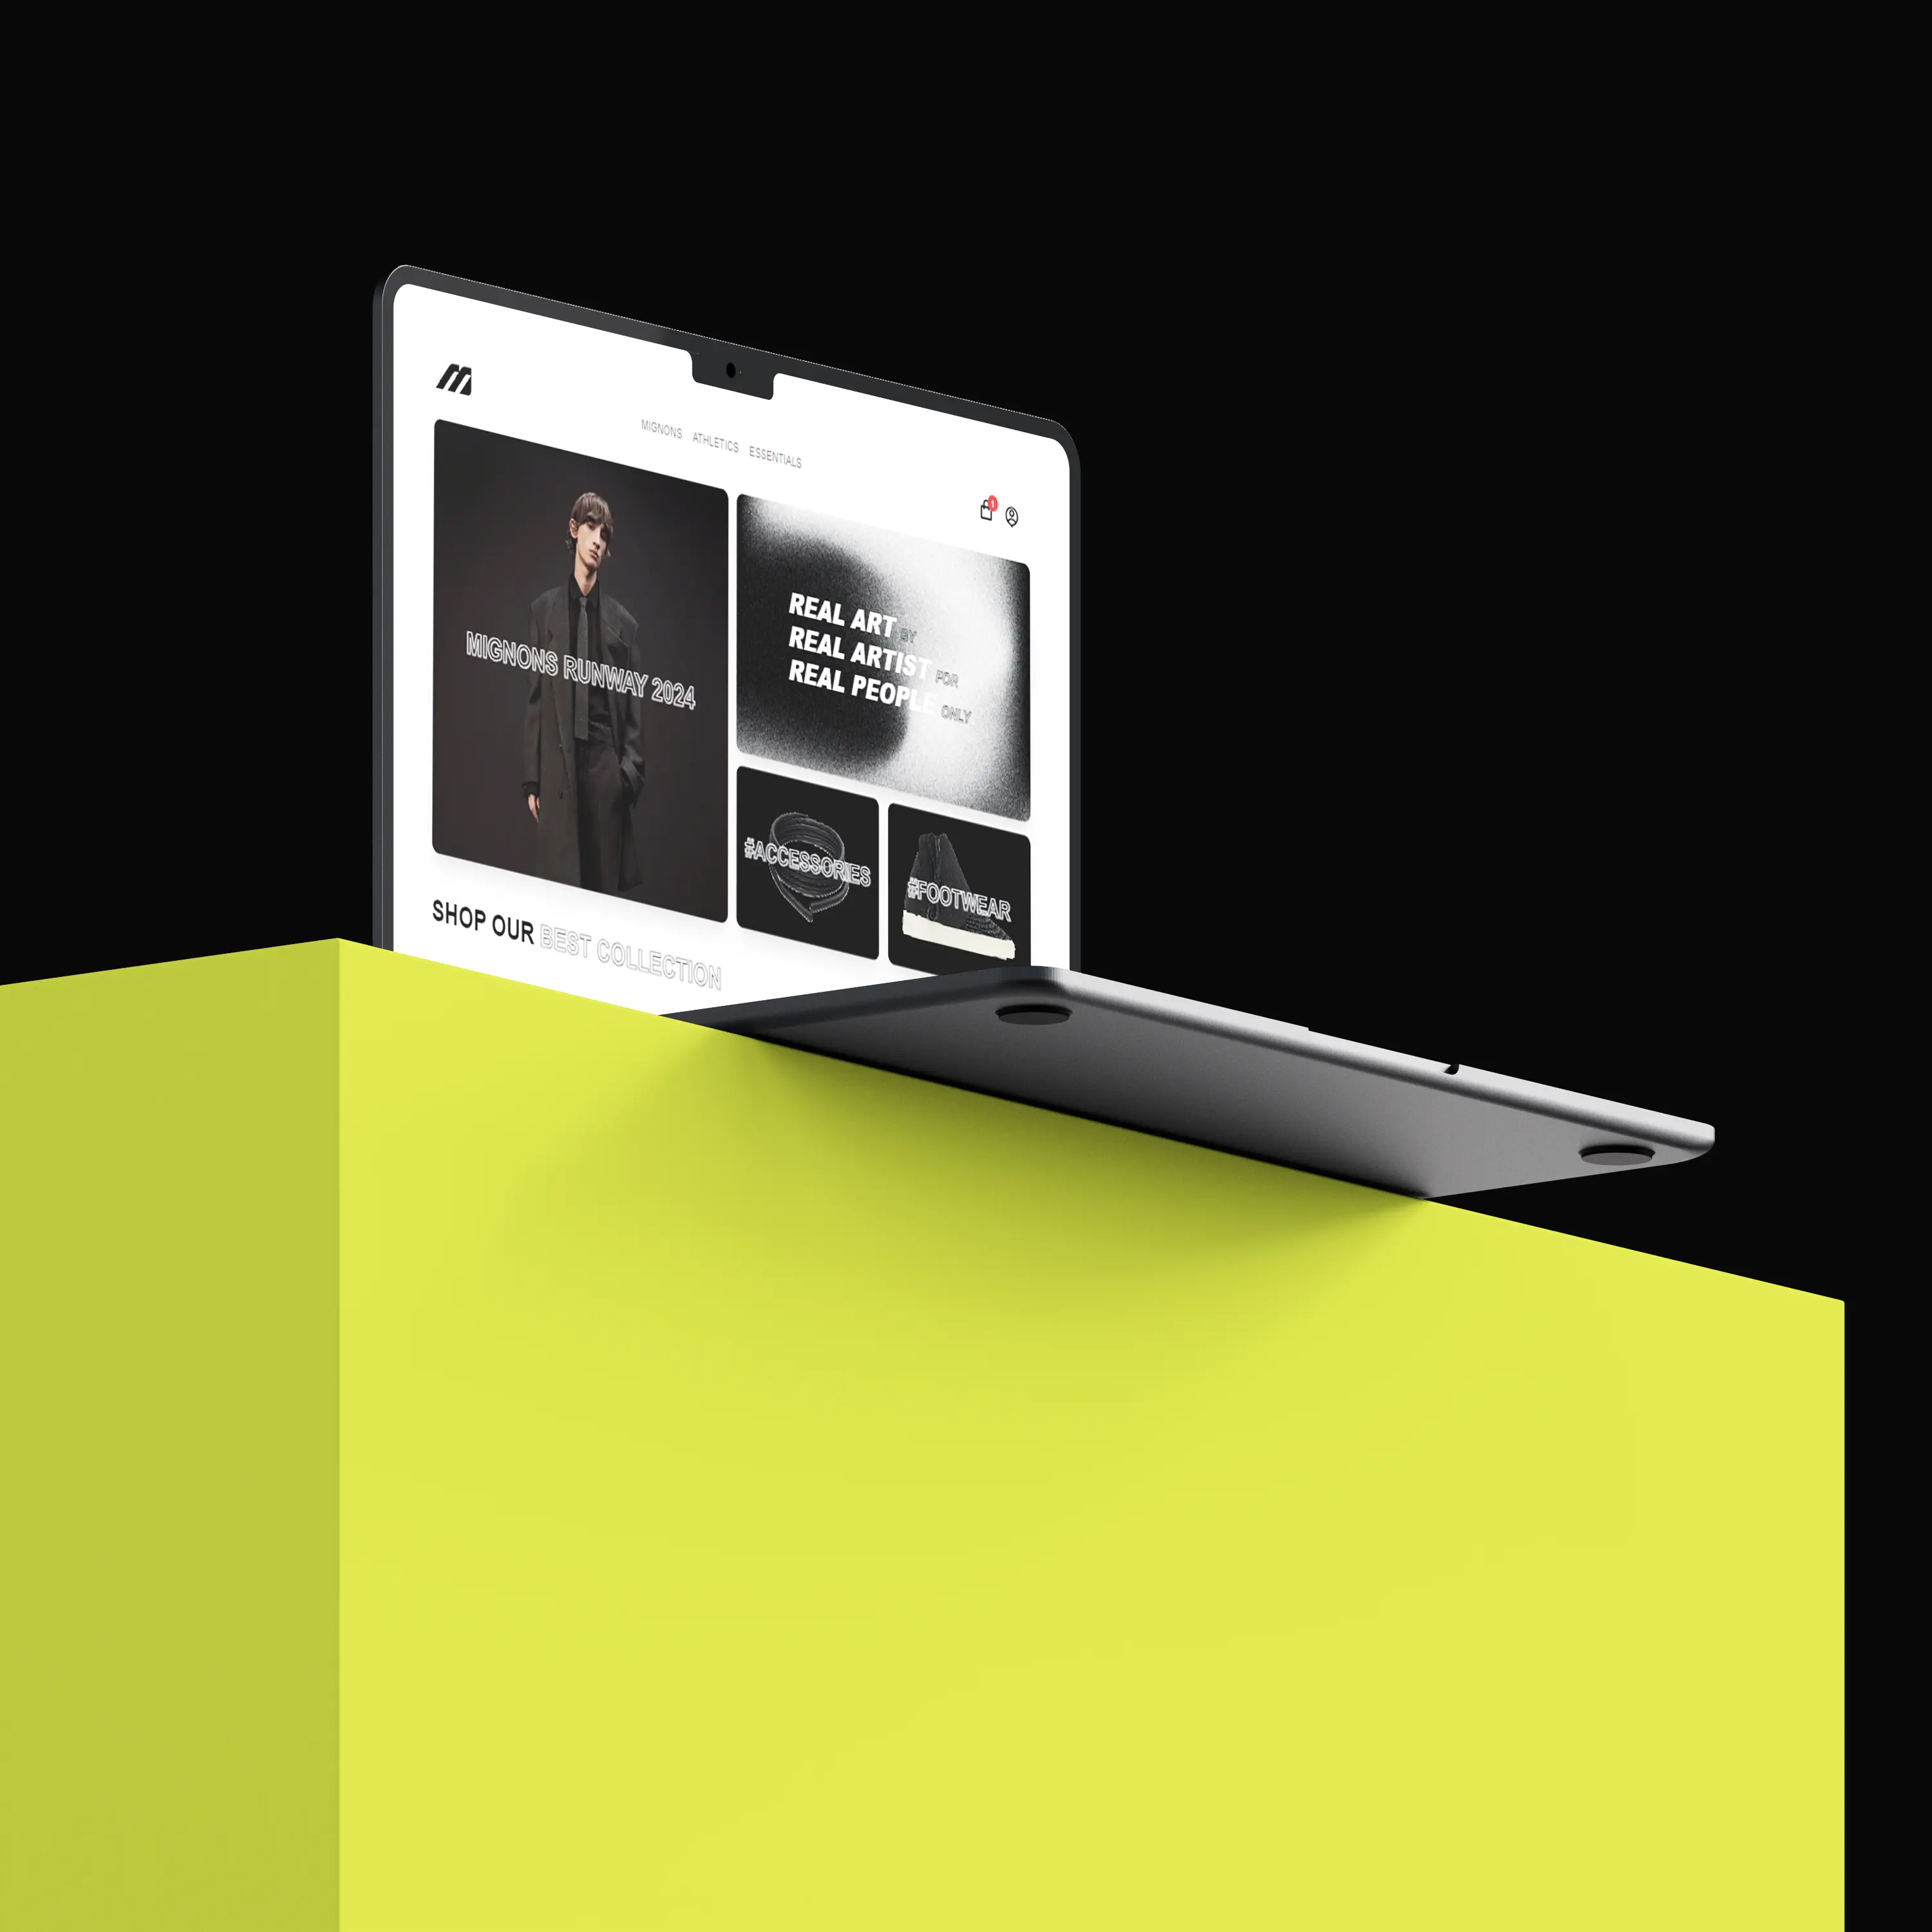 MIGNONS ATHLETICS ESSENTIALS
1
MIGNONS RUNWAY 2024
REAL ART BY
REAL ARTIST FOR
REAL PEOPLE ONLY
#ACCESSORIES
#FOOTWEAR
SHOP OUR BEST COLLECTION